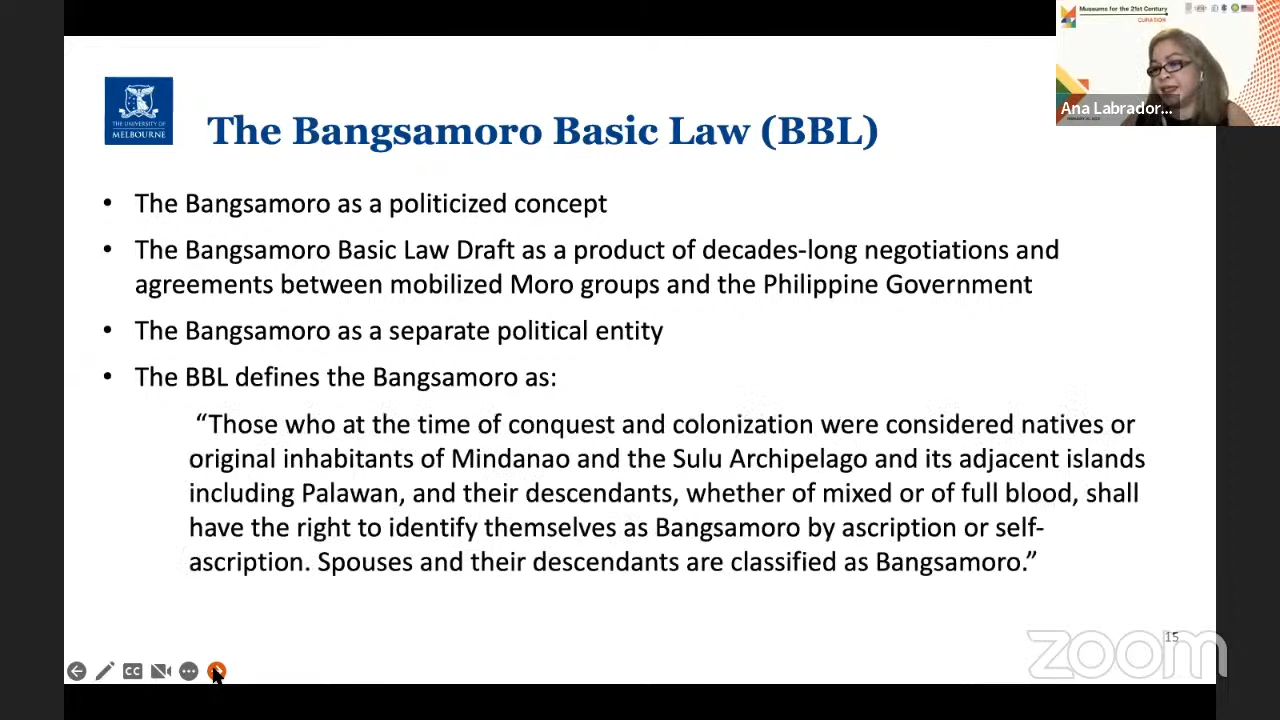 Museums for the 21st Century
CURATION
Ana Labrador...
THE UNIVERSITY OF
MELBOURNE
The Bangsamoro Basic Law (BBL)
• The Bangsamoro as a politicized concept
• The Bangsamoro Basic Law Draft as a product of decades-long negotiations and
agreements between mobilized Moro groups and the Philippine Government
• The Bangsamoro as a separate political entity
• The BBL defines the Bangsamoro as:
“Those who at the time of conquest and colonization were considered natives or
original inhabitants of Mindanao and the Sulu Archipelago and its adjacent islands
including Palawan, and their descendants, whether of mixed or of full blood, shall
have the right to identify themselves as Bangsamoro by ascription or self-
ascription. Spouses and their descendants are classified as Bangsamoro.”
15
CC
zoom